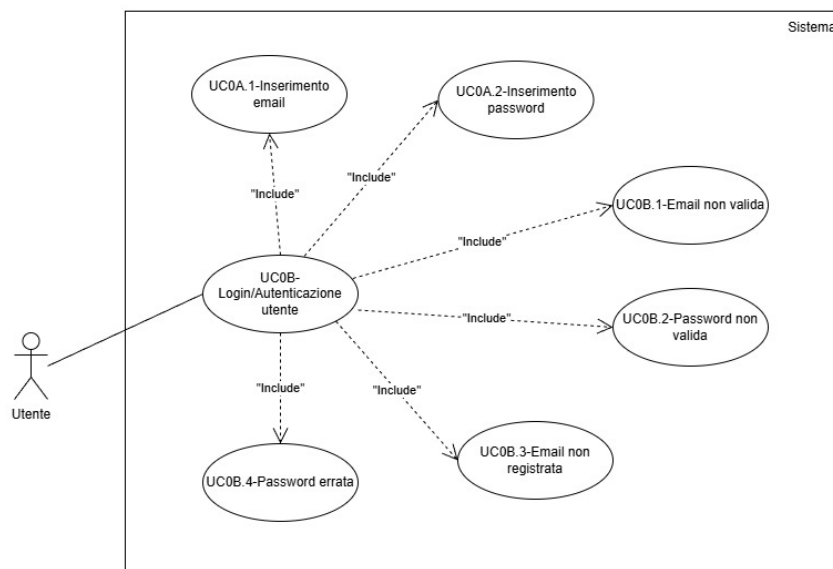 Sistema
UC0A.1-Inserimento
email
UC0A.2-Inserimento
password
"Include"
"Include"
UC0B.1-Email non valida
"Include"
UC0B-
Login/Autenticazione
utente
"Include"
UC0B.2-Password non
valida
"Include"
"Include"
Utente
UC0B.3-Email non
registrata
UC0B.4-Password errata